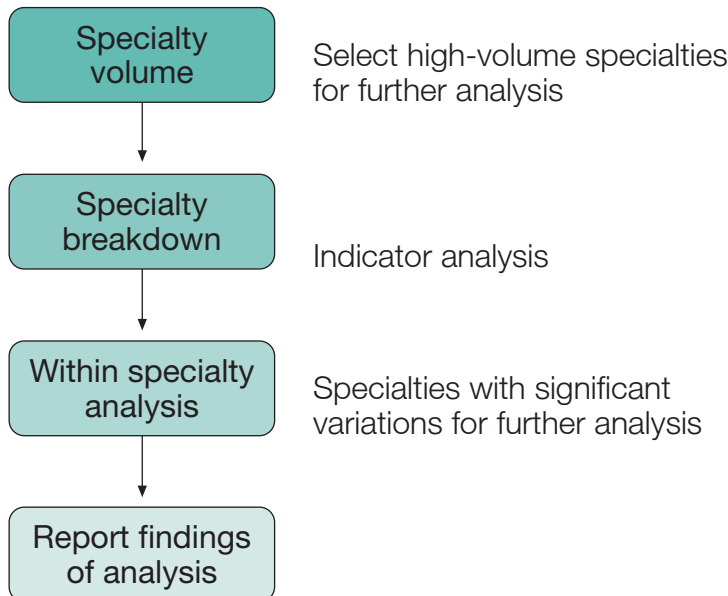 Specialty
volume
Select high-volume specialties
for further analysis
Specialty
breakdown
Indicator analysis
Within specialty
analysis
Specialties with significant
variations for further analysis
Report findings
of analysis